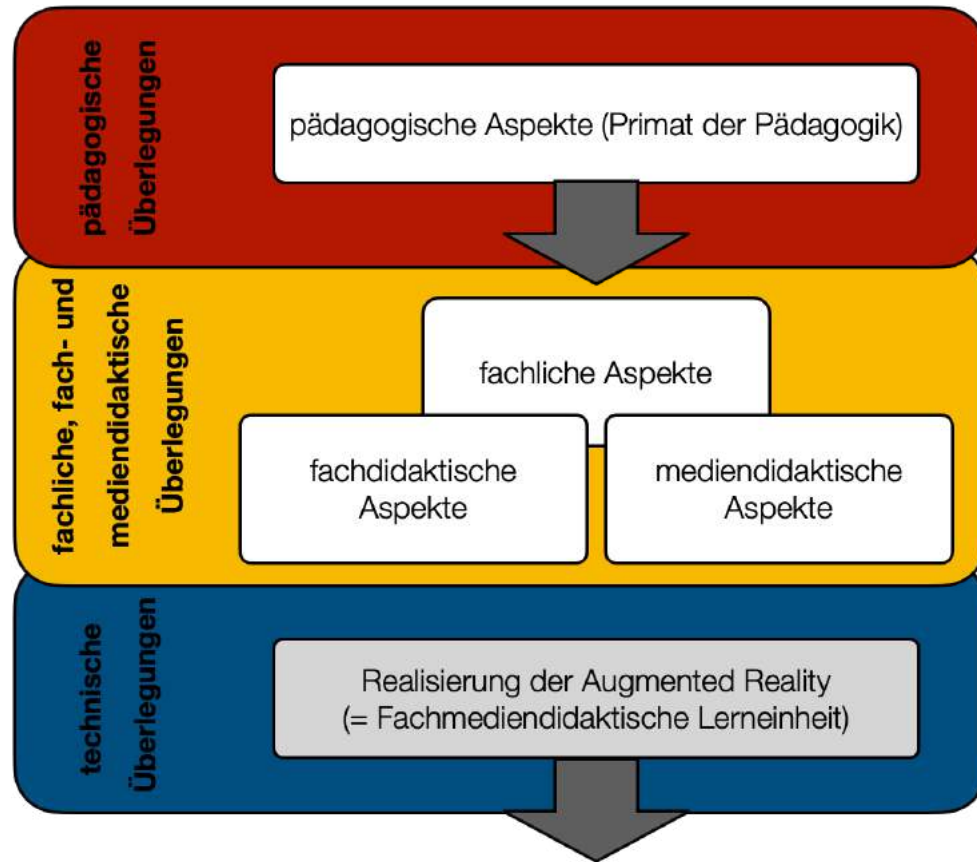 pädagogische
Überlegungen
pädagogische Aspekte (Primat der Pädagogik)
fachliche, fach- und
mediendidaktische
Überlegungen
fachliche Aspekte
fachdidaktische
Aspekte
mediendidaktische
Aspekte
technische
Überlegungen
Realisierung der Augmented Reality
(= Fachmediendidaktische Lerneinheit)